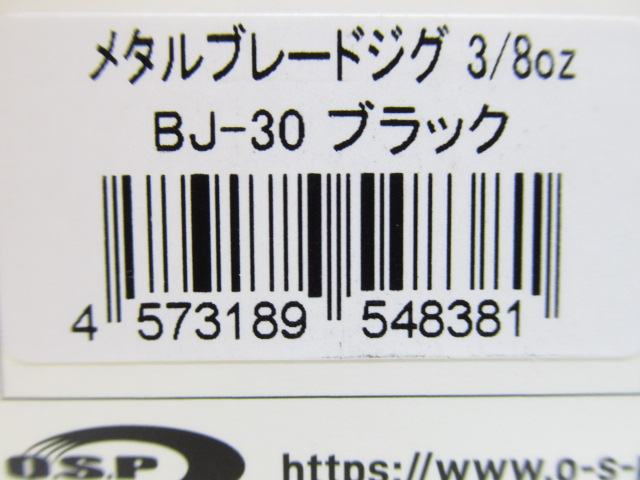 メタルブレードジグ 3/8oz
BJ-30 ブラック
4 573189 548381
O.S.P
https://www.o-s-